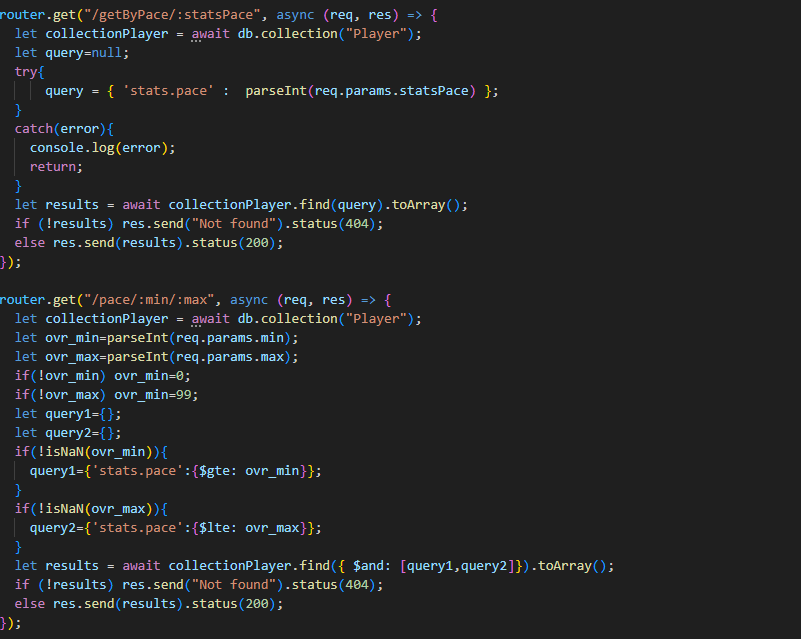 router.get("/getByPace/:statsPace", async (req, res) => {
  let collectionPlayer = await db.collection("Player");
  let query=null;
  try{
      query = { 'stats.pace' :  parseInt(req.params.statsPace) };
  }
  catch(error){
    console.log(error);
    return;
  }
  let results = await collectionPlayer.find(query).toArray();
  if (!results) res.send("Not found").status(404);
  else res.send(results).status(200);
});

router.get("/pace/:min/:max", async (req, res) => {
  let collectionPlayer = await db.collection("Player");
  let ovr_min=parseInt(req.params.min);
  let ovr_max=parseInt(req.params.max);
  if(!ovr_min) ovr_min=0;
  if(!ovr_max) ovr_min=99;
  let query1={};
  let query2={};
  if(!isNaN(ovr_min)){
    query1={'stats.pace':{$gte: ovr_min}};
  }
  if(!isNaN(ovr_max)){
    query2={'stats.pace':{$lte: ovr_max}};
  }
  let results = await collectionPlayer.find({ $and: [query1,query2]}).toArray();
  if (!results) res.send("Not found").status(404);
  else res.send(results).status(200);
});